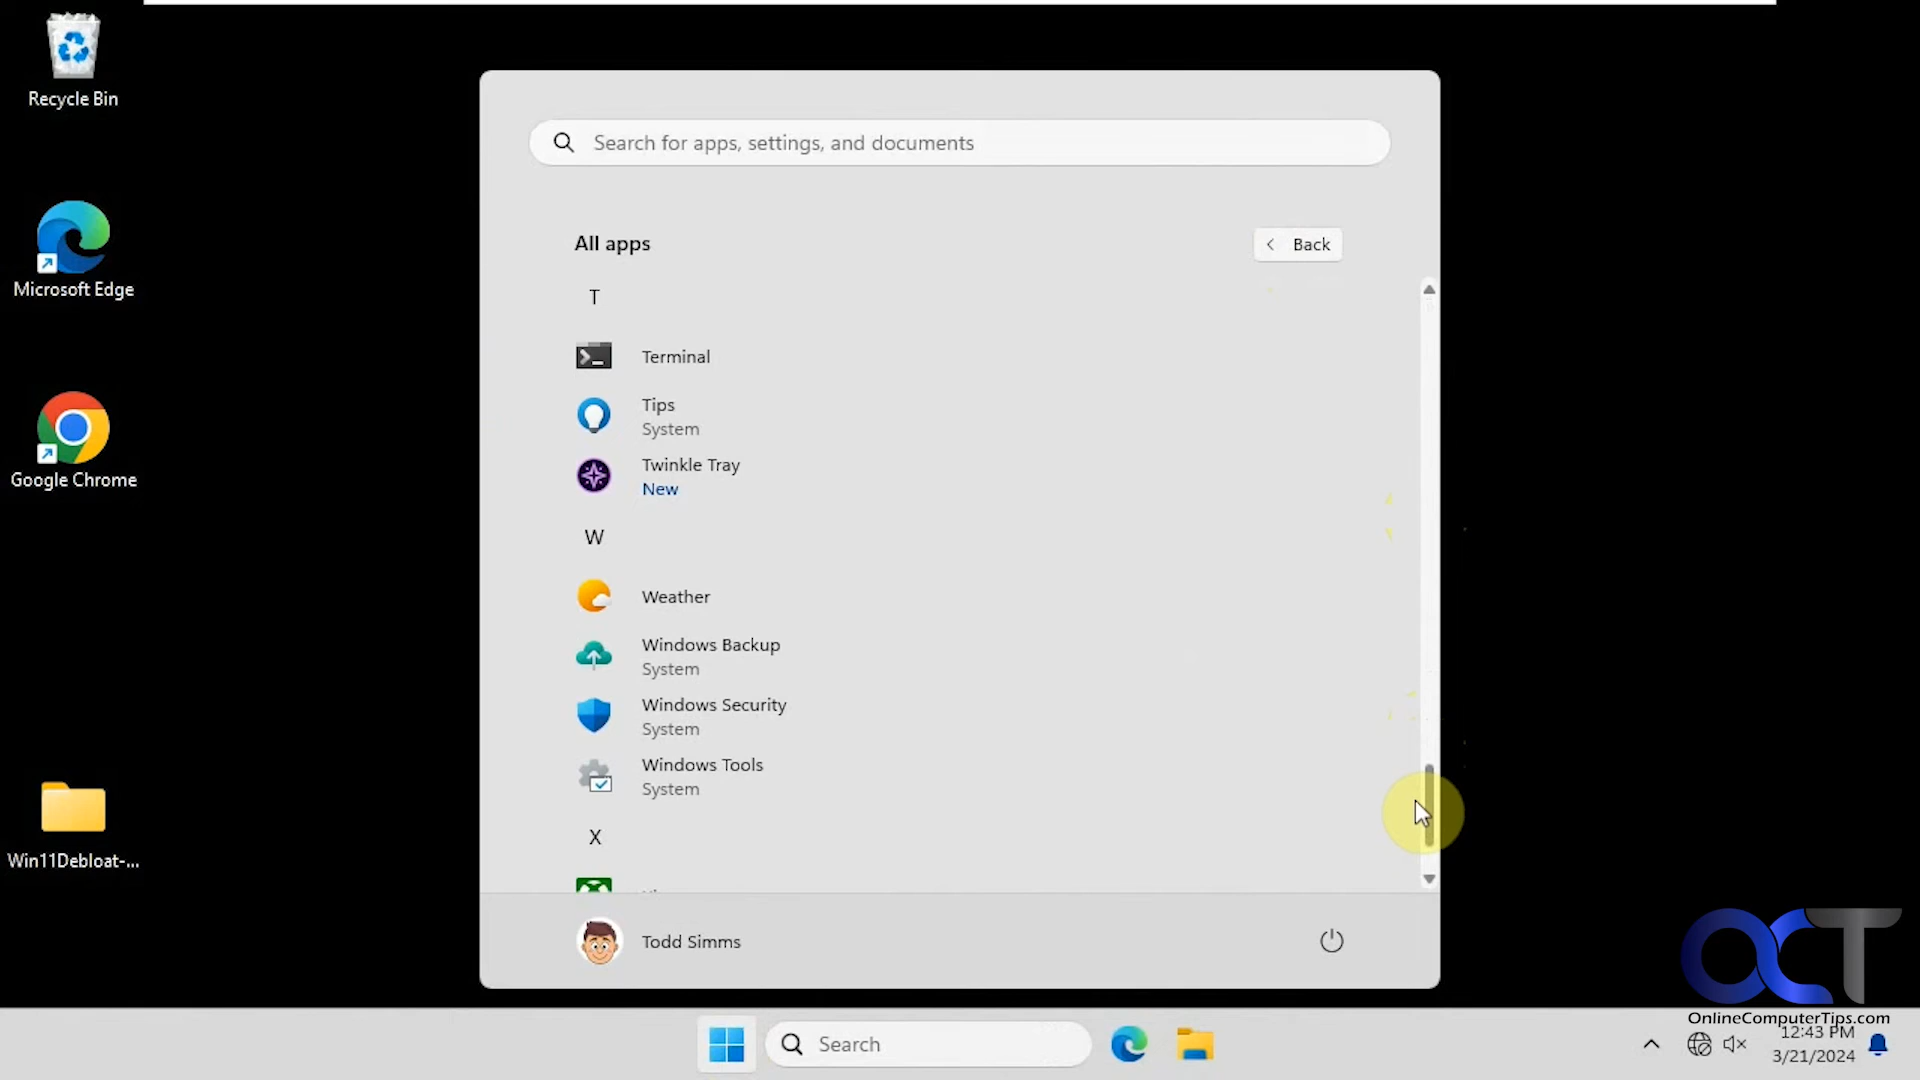 Recycle Bin
Microsoft Edge
Google Chrome
Win11Debloat-...
Search for apps, settings, and documents
All apps
Back
T
Terminal
Tips
System
Twinkle Tray
New
W
Weather
Windows Backup
System
Windows Security
System
Windows Tools
System
X
Todd Simms
OCT
OnlineComputerTips.com
Search
12:43 PM
3/21/2024